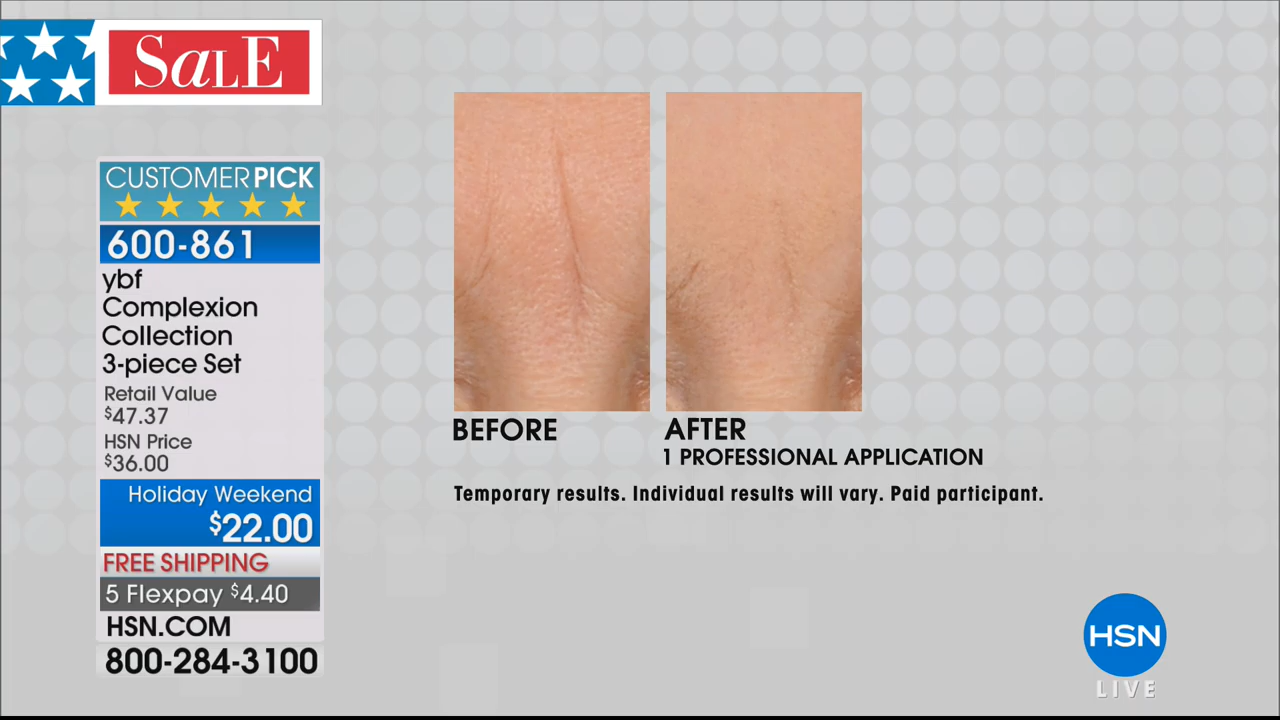 SaLE
CUSTOMERPICK
600-861
ybf
Complexion
Collection
3-piece Set
Retail Value
$47.37
HSN Price
$36.00
Holiday Weekend
$22.00
FREE SHIPPING
5 Flexpay $4.40
HSN.COM
800-284-3100
BEFORE
AFTER
1 PROFESSIONAL APPLICATION
Temporary results. Individual results will vary. Paid participant.
HSN
LIVE